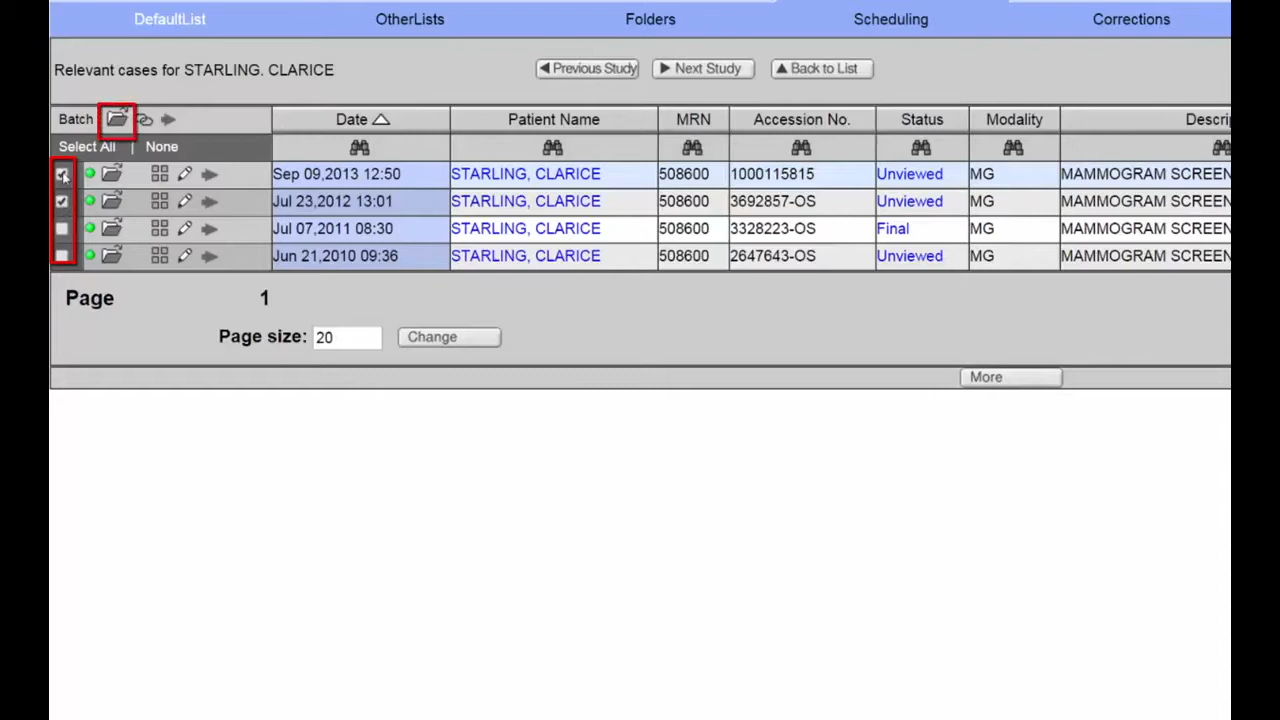 DefaultList OtherLists Folders Scheduling Corrections
Relevant cases for STARLING. CLARICE Previous Study Next Study Back to List
Batch Date Patient Name MRN Accession No. Status Modality Descrip
Select All | None
Sep 09,2013 12:50 STARLING, CLARICE 508600 1000115815 Unviewed MG MAMMOGRAM SCREEN
Jul 23,2012 13:01 STARLING, CLARICE 508600 3692857-OS Unviewed MG MAMMOGRAM SCREEN
Jul 07,2011 08:30 STARLING, CLARICE 508600 3328223-OS Final MG MAMMOGRAM SCREEN
Jun 21,2010 09:36 STARLING, CLARICE 508600 2647643-OS Unviewed MG MAMMOGRAM SCREEN
Page 1
Page size: 20 Change
More